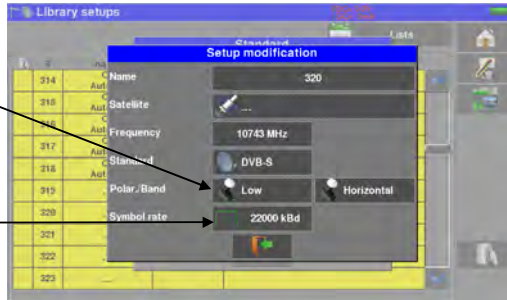 Library setups
Lists
Standard
Setup modification
Name 320
Satellite ...
Frequency 10743 MHz
Standard DVB-S
Polar./Band Low Horizontal
Symbol rate 22000 kBd
314
315
316
317
318
319
320
321
322
323